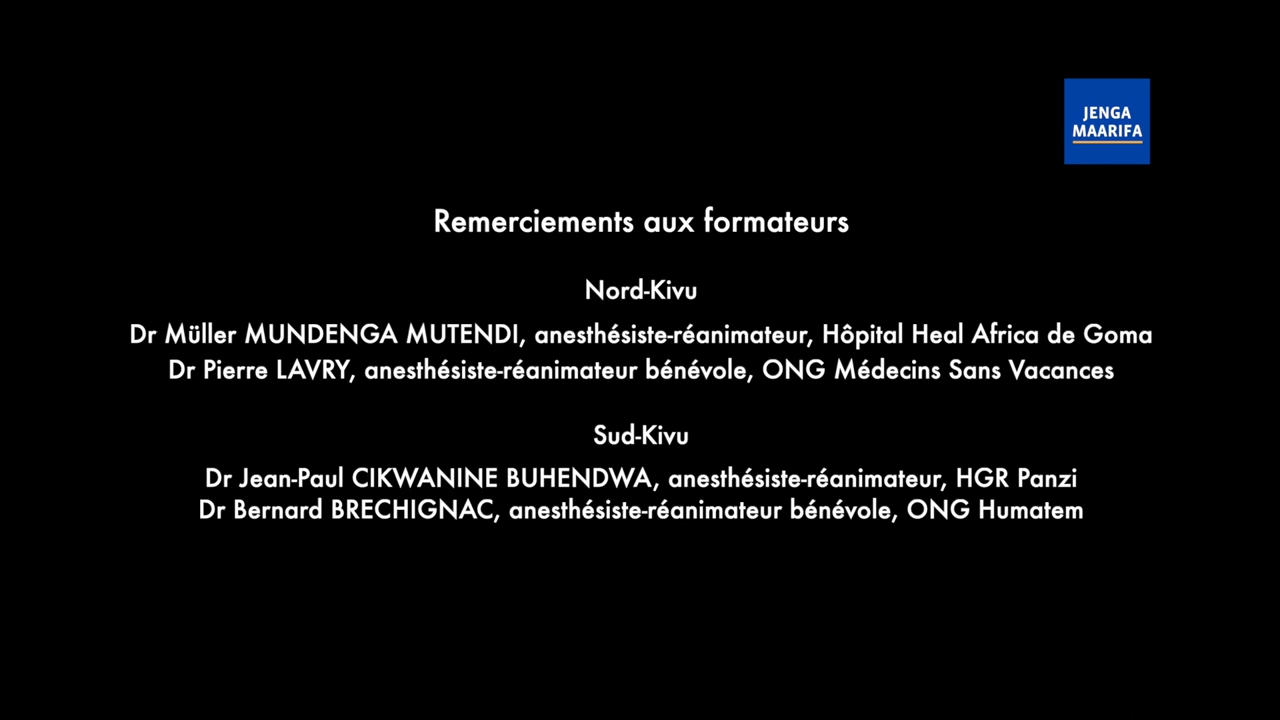 JENGA
MAARIFA
Remerciements aux formateurs
Nord-Kivu
Dr Müller MUNDENGA MUTENDI, anesthésiste-réanimateur, Hôpital Heal Africa de Goma
Dr Pierre LAVRY, anesthésiste-réanimateur bénévole, ONG Médecins Sans Vacances
Sud-Kivu
Dr Jean-Paul CIKWANINE BUHENDWA, anesthésiste-réanimateur, HGR Panzi
Dr Bernard BRECHIGNAC, anesthésiste-réanimateur bénévole, ONG Humatem